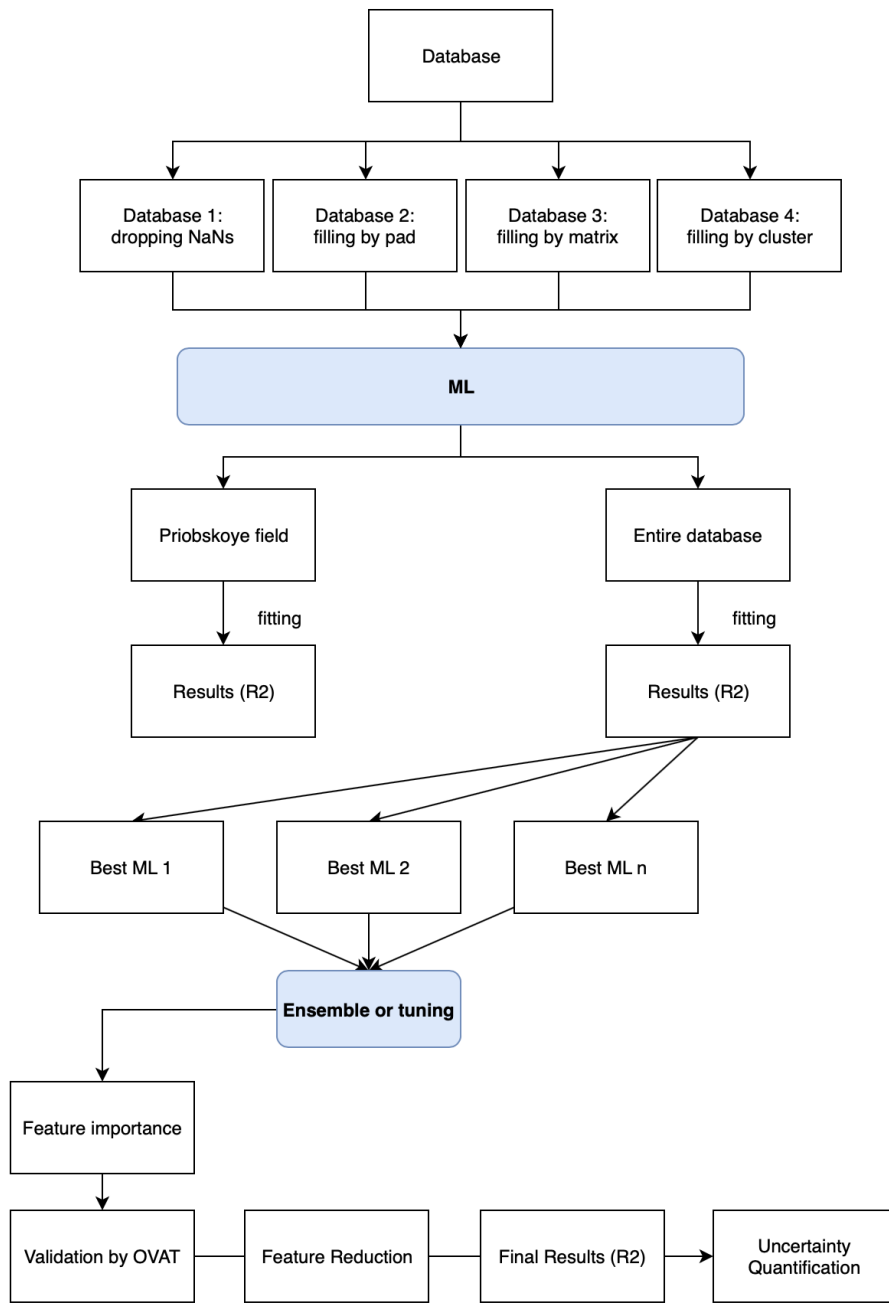 Database
Database 1:
dropping NaNs
Database 2:
filling by pad
Database 3:
filling by matrix
Database 4:
filling by cluster
ML
Priobskoye field
Entire database
fitting
fitting
Results (R2)
Results (R2)
Best ML 1
Best ML 2
Best ML n
Ensemble or tuning
Feature importance
Validation by OVAT
Feature Reduction
Final Results (R2)
Uncertainty
Quantification